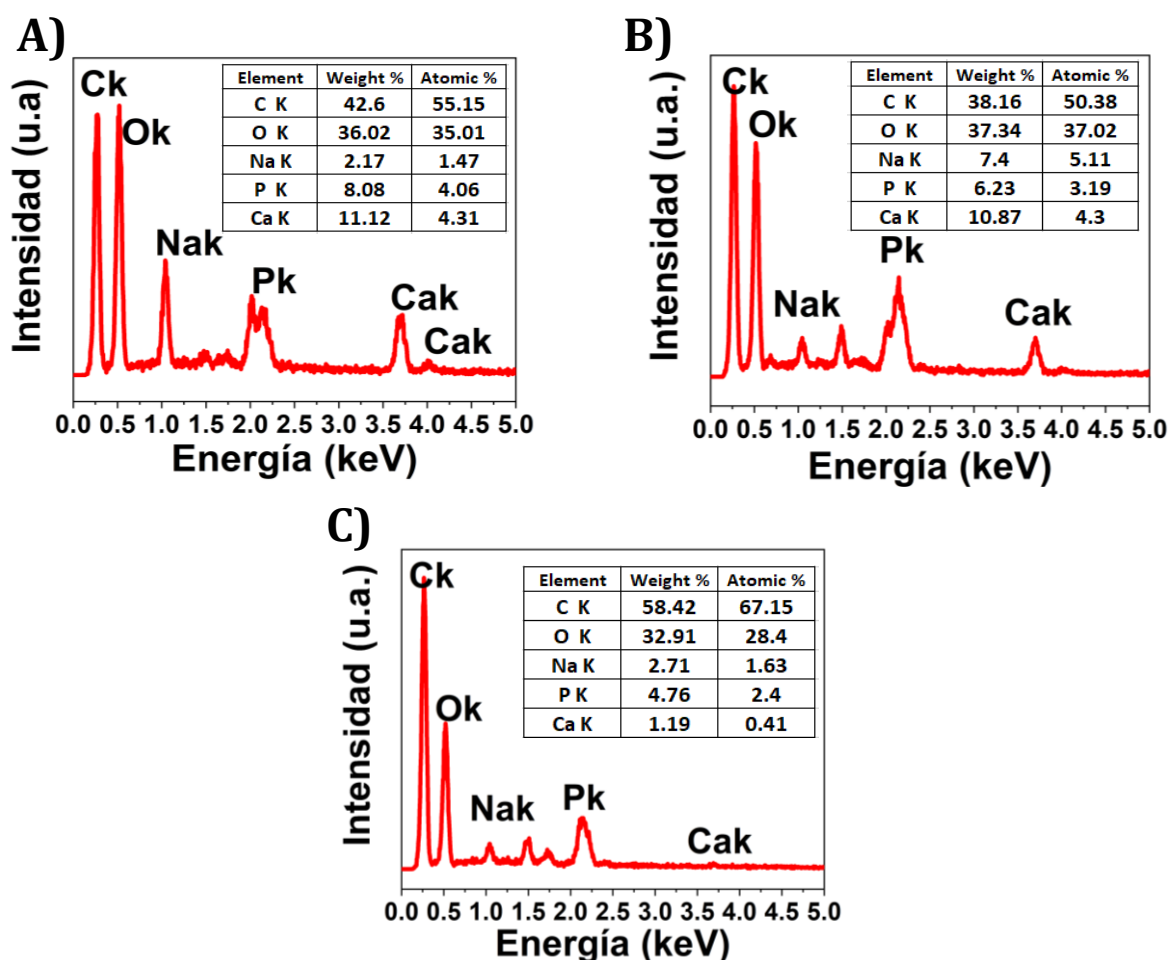 A)
Ck
Ok
Nak
Pk
Cak
Cak
Element Weight % Atomic %
C K 42.6 55.15
O K 36.02 35.01
Na K 2.17 1.47
P K 8.08 4.06
Ca K 11.12 4.31
Intensidad (u.a)
0.0 0.5 1.0 1.5 2.0 2.5 3.0 3.5 4.0 4.5 5.0
Energía (keV)
B)
Ck
Ok
Nak
Pk
Cak
Element Weight % Atomic %
C K 38.16 50.38
O K 37.34 37.02
Na K 7.4 5.11
P K 6.23 3.19
Ca K 10.87 4.3
Intensidad (u.a.)
0.0 0.5 1.0 1.5 2.0 2.5 3.0 3.5 4.0 4.5 5.0
Energía (keV)
C)
Ck
Ok
Nak
Pk
Cak
Element Weight % Atomic %
C K 58.42 67.15
O K 32.91 28.4
Na K 2.71 1.63
P K 4.76 2.4
Ca K 1.19 0.41
Intensidad (u.a.)
0.0 0.5 1.0 1.5 2.0 2.5 3.0 3.5 4.0 4.5 5.0
Energía (keV)